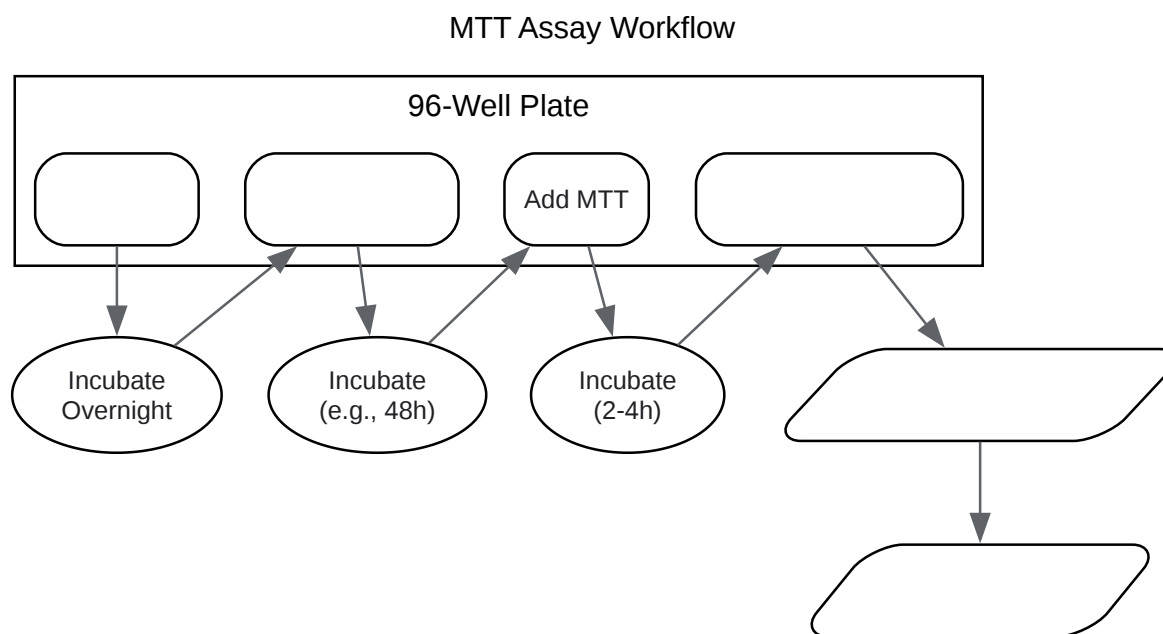 MTT Assay Workflow
96-Well Plate
Add MTT
Incubate
Overnight
Incubate
(e.g., 48h)
Incubate
(2-4h)